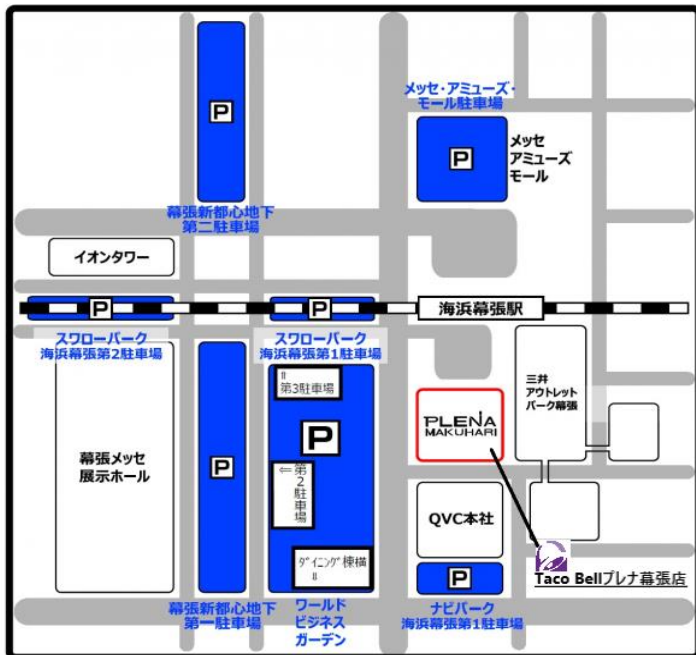 P
メッセ・アミューズ・
モール駐車場
P
メッセ
アミューズ
モール
幕張新都心地下
第二駐車場
イオンタワー
P
P
海浜幕張駅
スワローパーク
海浜幕張第2駐車場
スワローパーク
海浜幕張第1駐車場
幕張メッセ
展示ホール
P
⇑
第3駐車場
P
⇐第2駐車場
ダイニング棟横
⇓
PLENA
MAKUHARI
三井
アウトレット
パーク幕張
QVC本社
P
Taco Bellプレナ幕張店
幕張新都心地下
第一駐車場
ワールド
ビジネス
ガーデン
ナビパーク
海浜幕張第1駐車場